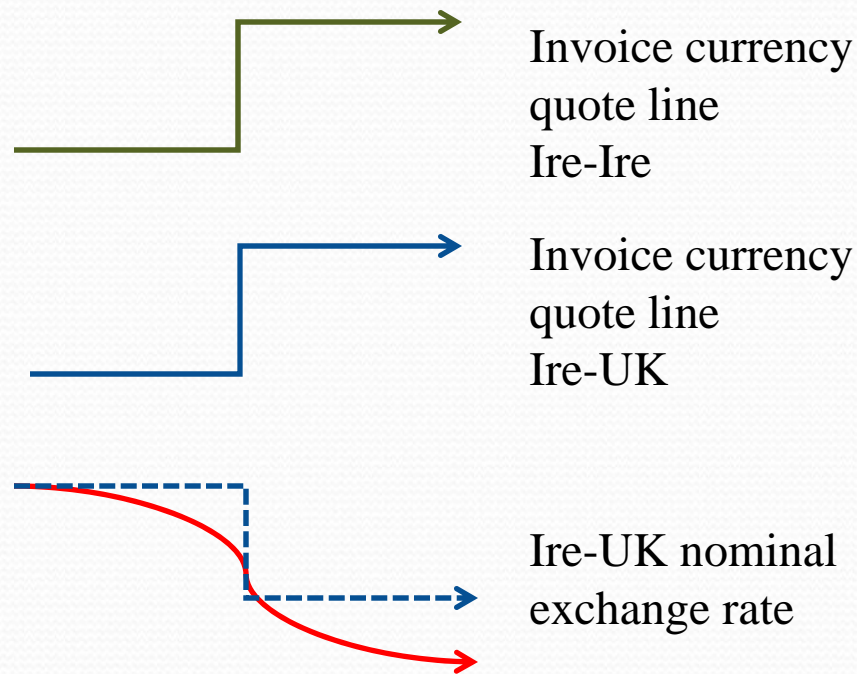 Invoice currency
quote line
Ire-Ire
Invoice currency
quote line
Ire-UK
Ire-UK nominal
exchange rate